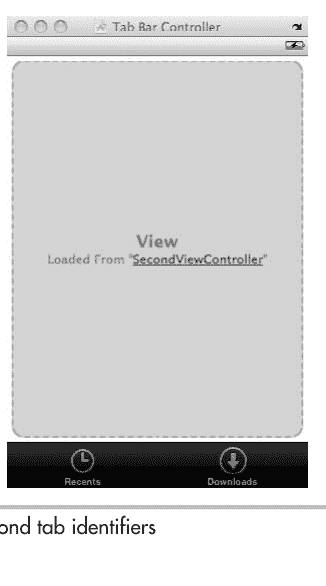 Tab Bar Controller
View
Loaded From "SecondViewController"
Recents
Downloads
ond tab identifiers